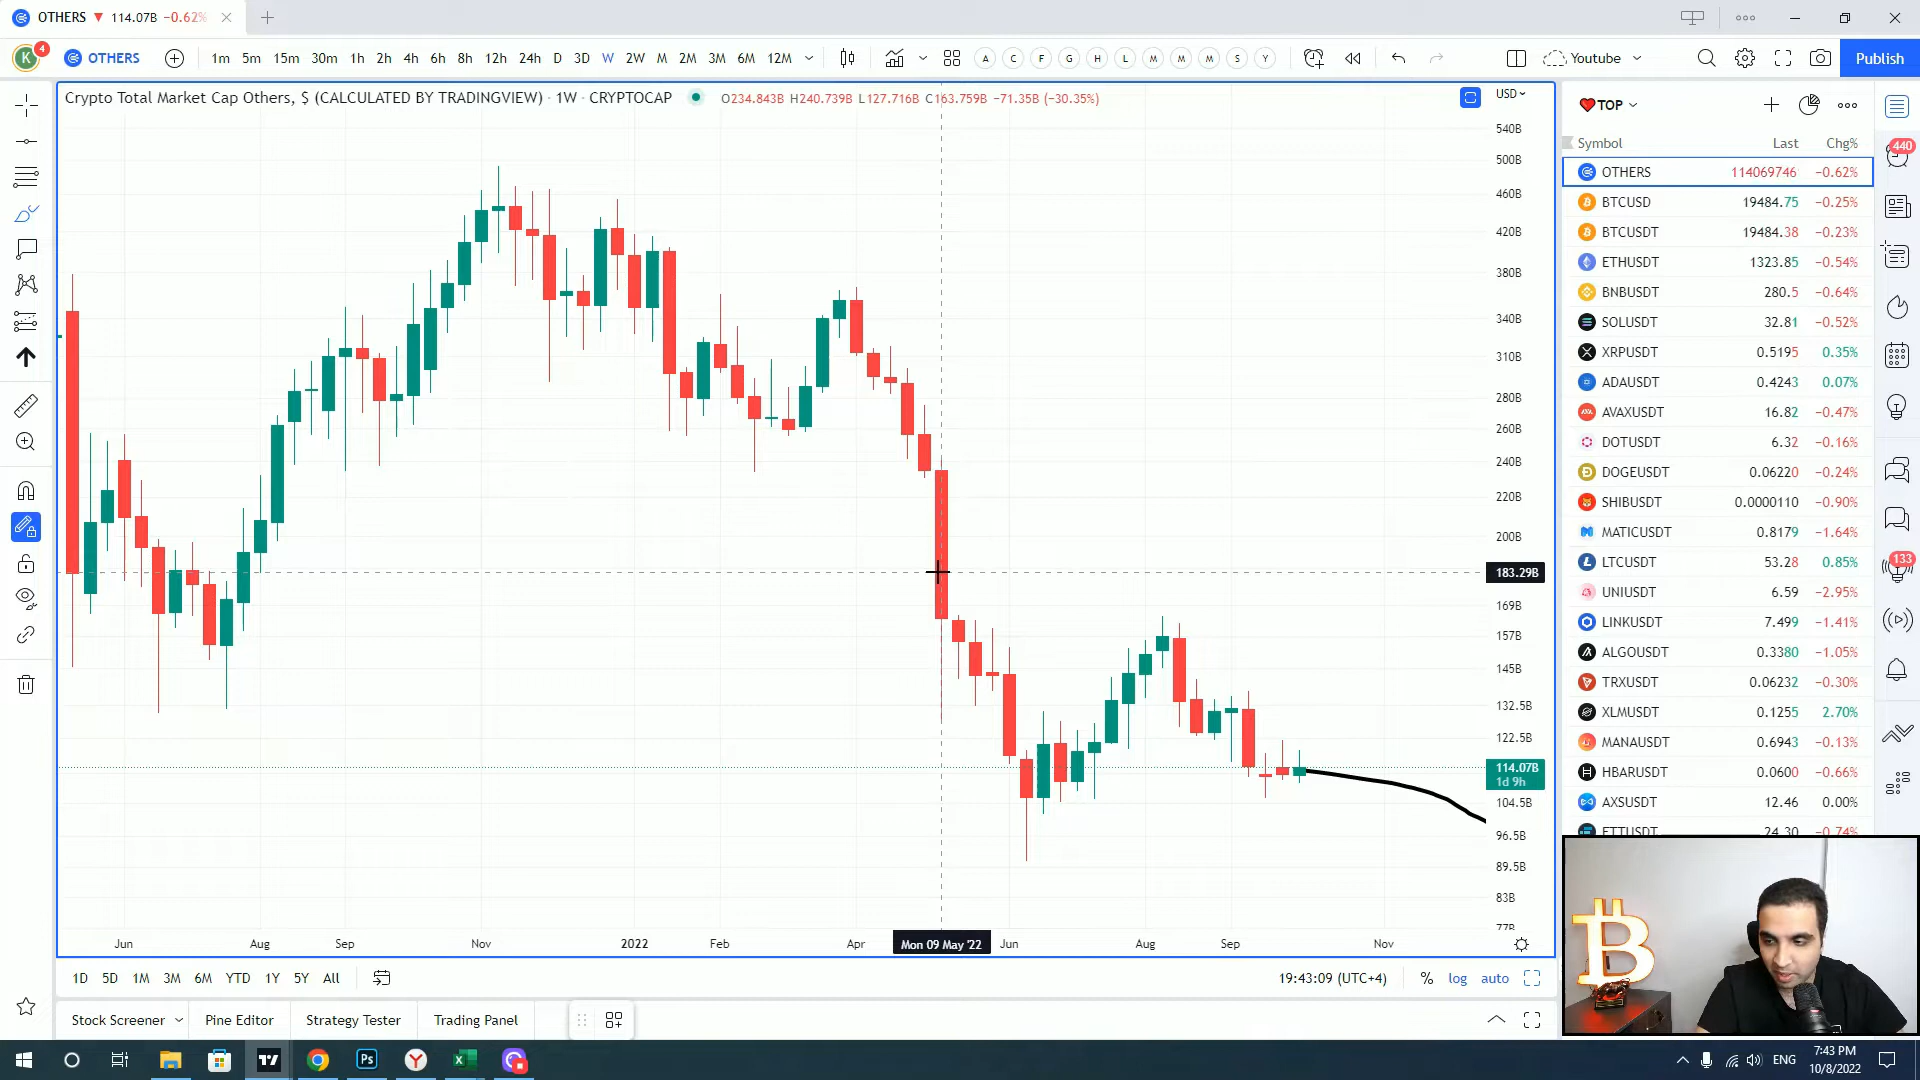 OTHERS ▼ 114.07B −0.62%
K 4 OTHERS 1m 5m 15m 30m 1h 2h 4h 6h 8h 12h 24h D 3D W 2W M 2M 3M 6M 12M A C F G H L M M M S Y Youtube Publish
Crypto Total Market Cap Others, $ (CALCULATED BY TRADINGVIEW) · 1W · CRYPTOCAP O234.843B H240.739B L127.716B C163.759B −71.35B (−30.35%)
USD
540B
500B
460B
420B
380B
340B
310B
280B
260B
240B
220B
200B
183.29B
169B
157B
145B
132.5B
122.5B
114.07B
1d 9h
104.5B
96.5B
89.5B
83B
77B
Jun Aug Sep Nov 2022 Feb Apr Mon 09 May '22 Jun Aug Sep Nov
1D 5D 1M 3M 6M YTD 1Y 5Y All 19:43:09 (UTC+4) % log auto
Stock Screener Pine Editor Strategy Tester Trading Panel
TOP
Symbol Last Chg%
OTHERS 114069746 −0.62%
BTCUSD 19484.75 −0.25%
BTCUSDT 19484.38 −0.23%
ETHUSDT 1323.85 −0.54%
BNBUSDT 280.5 −0.64%
SOLUSDT 32.81 −0.52%
XRPUSDT 0.5195 0.35%
ADAUSDT 0.4243 0.07%
AVAXUSDT 16.82 −0.47%
DOTUSDT 6.32 −0.16%
DOGEUSDT 0.06220 −0.24%
SHIBUSDT 0.0000110 −0.90%
MATICUSDT 0.8179 −1.64%
LTCUSDT 53.28 0.85%
UNIUSDT 6.59 −2.95%
LINKUSDT 7.499 −1.41%
ALGOUSDT 0.3380 −1.05%
TRXUSDT 0.06232 −0.30%
XLMUSDT 0.1255 2.70%
MANAUSDT 0.6943 −0.13%
HBARUSDT 0.0600 −0.66%
AXSUSDT 12.46 0.00%
FTTUSDT 24.30 −0.74%
440
133
Ps
ENG
7:43 PM
10/8/2022